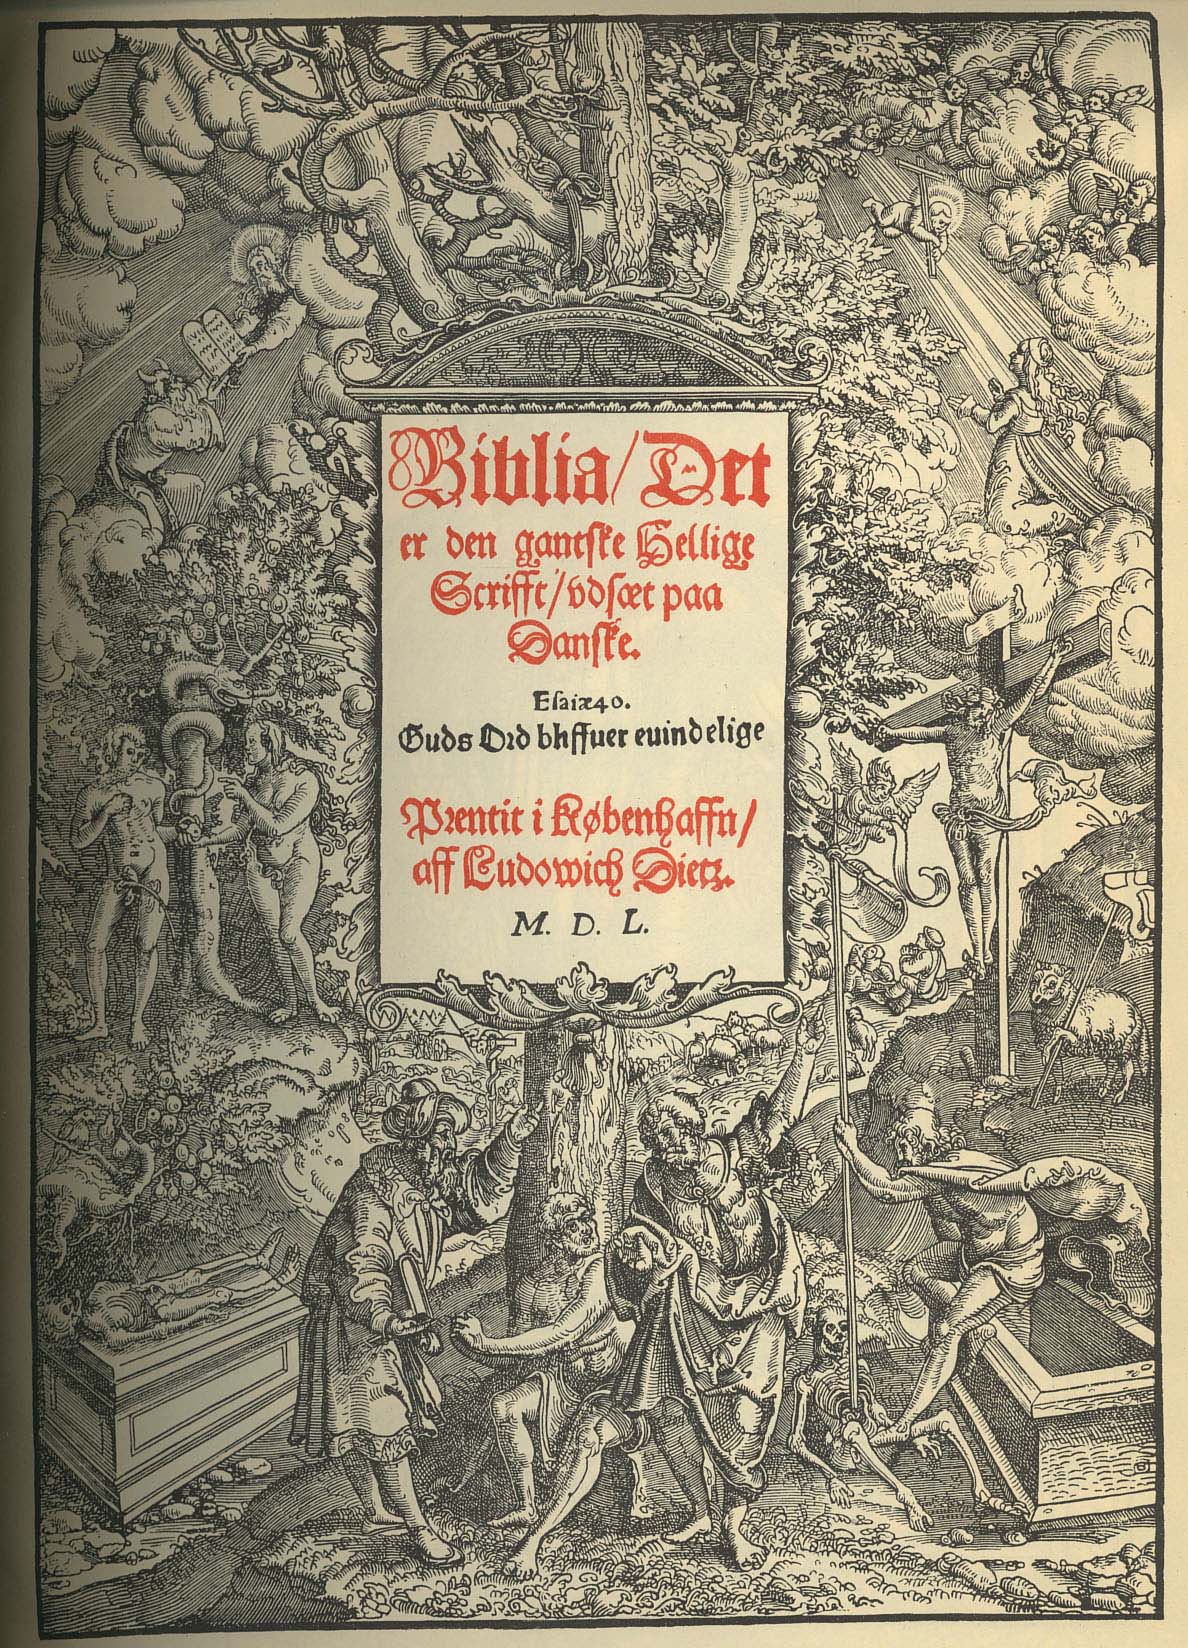 Biblia/ Det
er den gantske Hellige
Scrifft/ vdsæt paa
Danske.
Esaiæ 40.
Guds Ord bliffuer euindelige
Prentit i København/
aff Ludowich Dietz.
M. D. L.